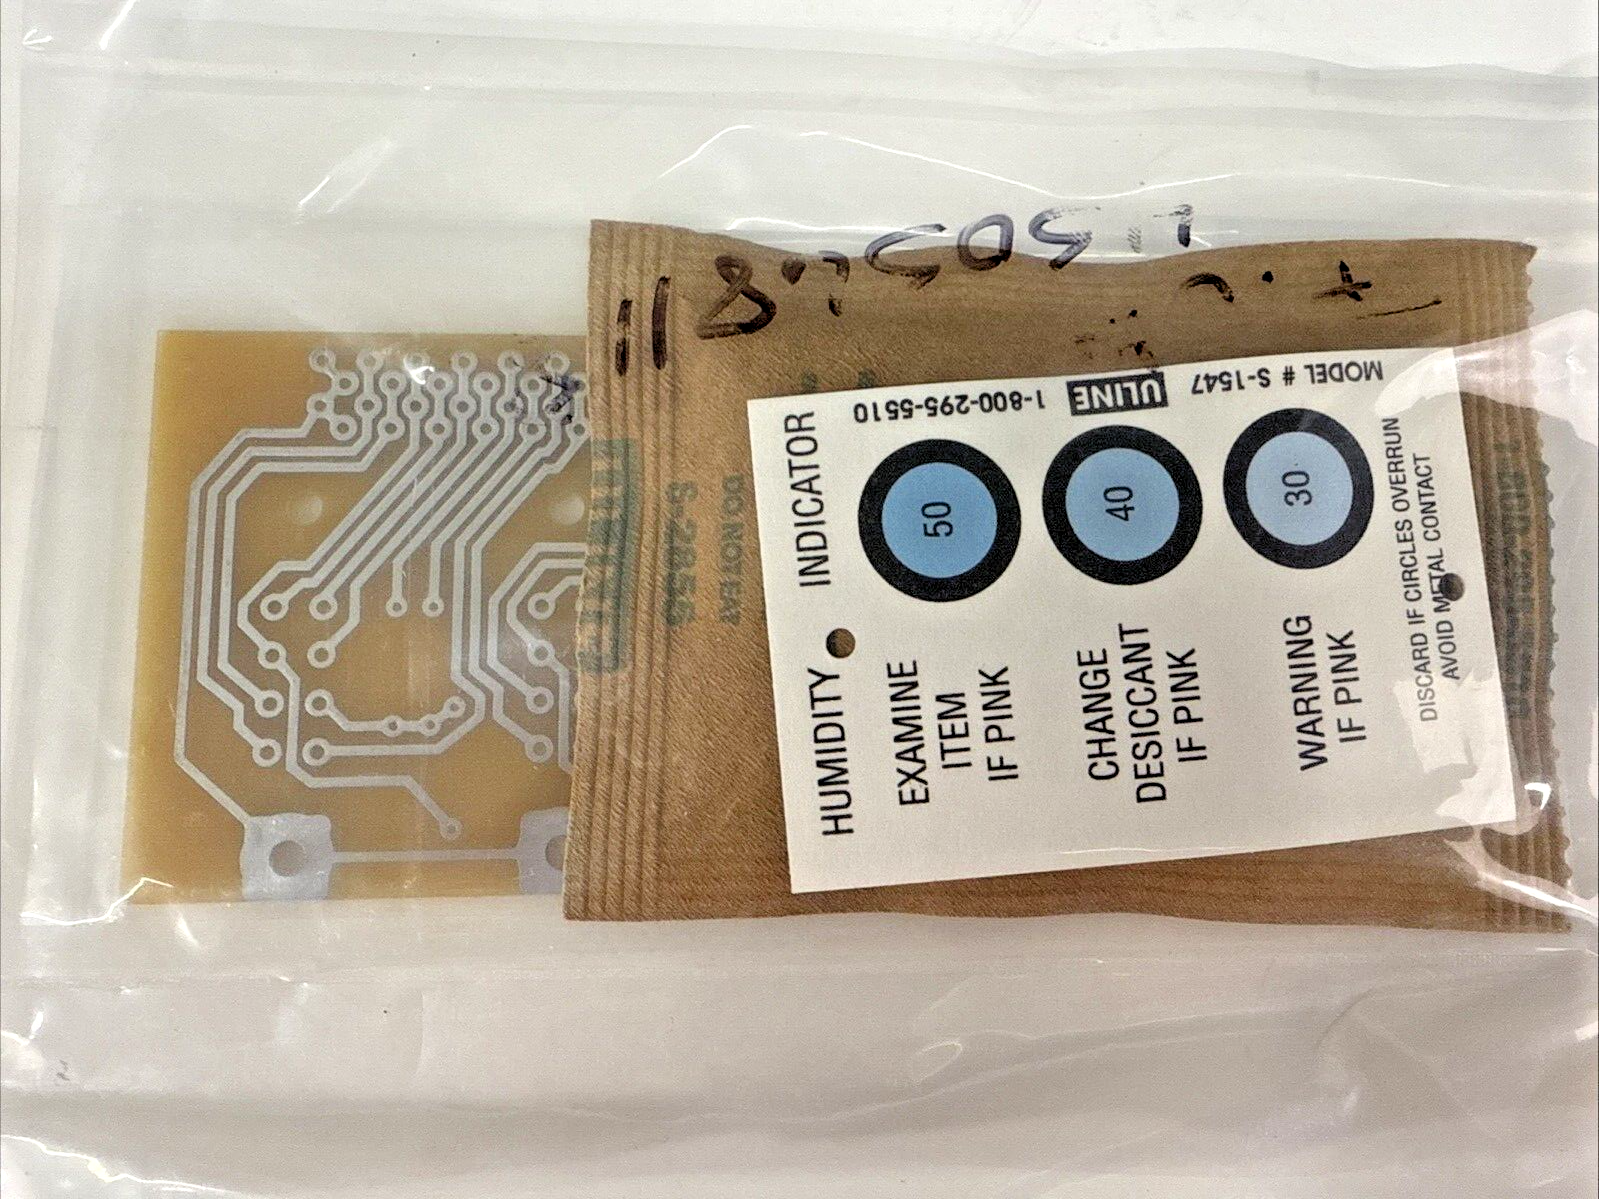 HUMIDITY INDICATOR
50
EXAMINE
ITEM
IF PINK
40
CHANGE
DESICCANT
IF PINK
30
WARNING
IF PINK
DISCARD IF CIRCLES OVERRUN
AVOID METAL CONTACT
MODEL # S-1547
ULINE
1-800-295-5510
DO NOT EAT